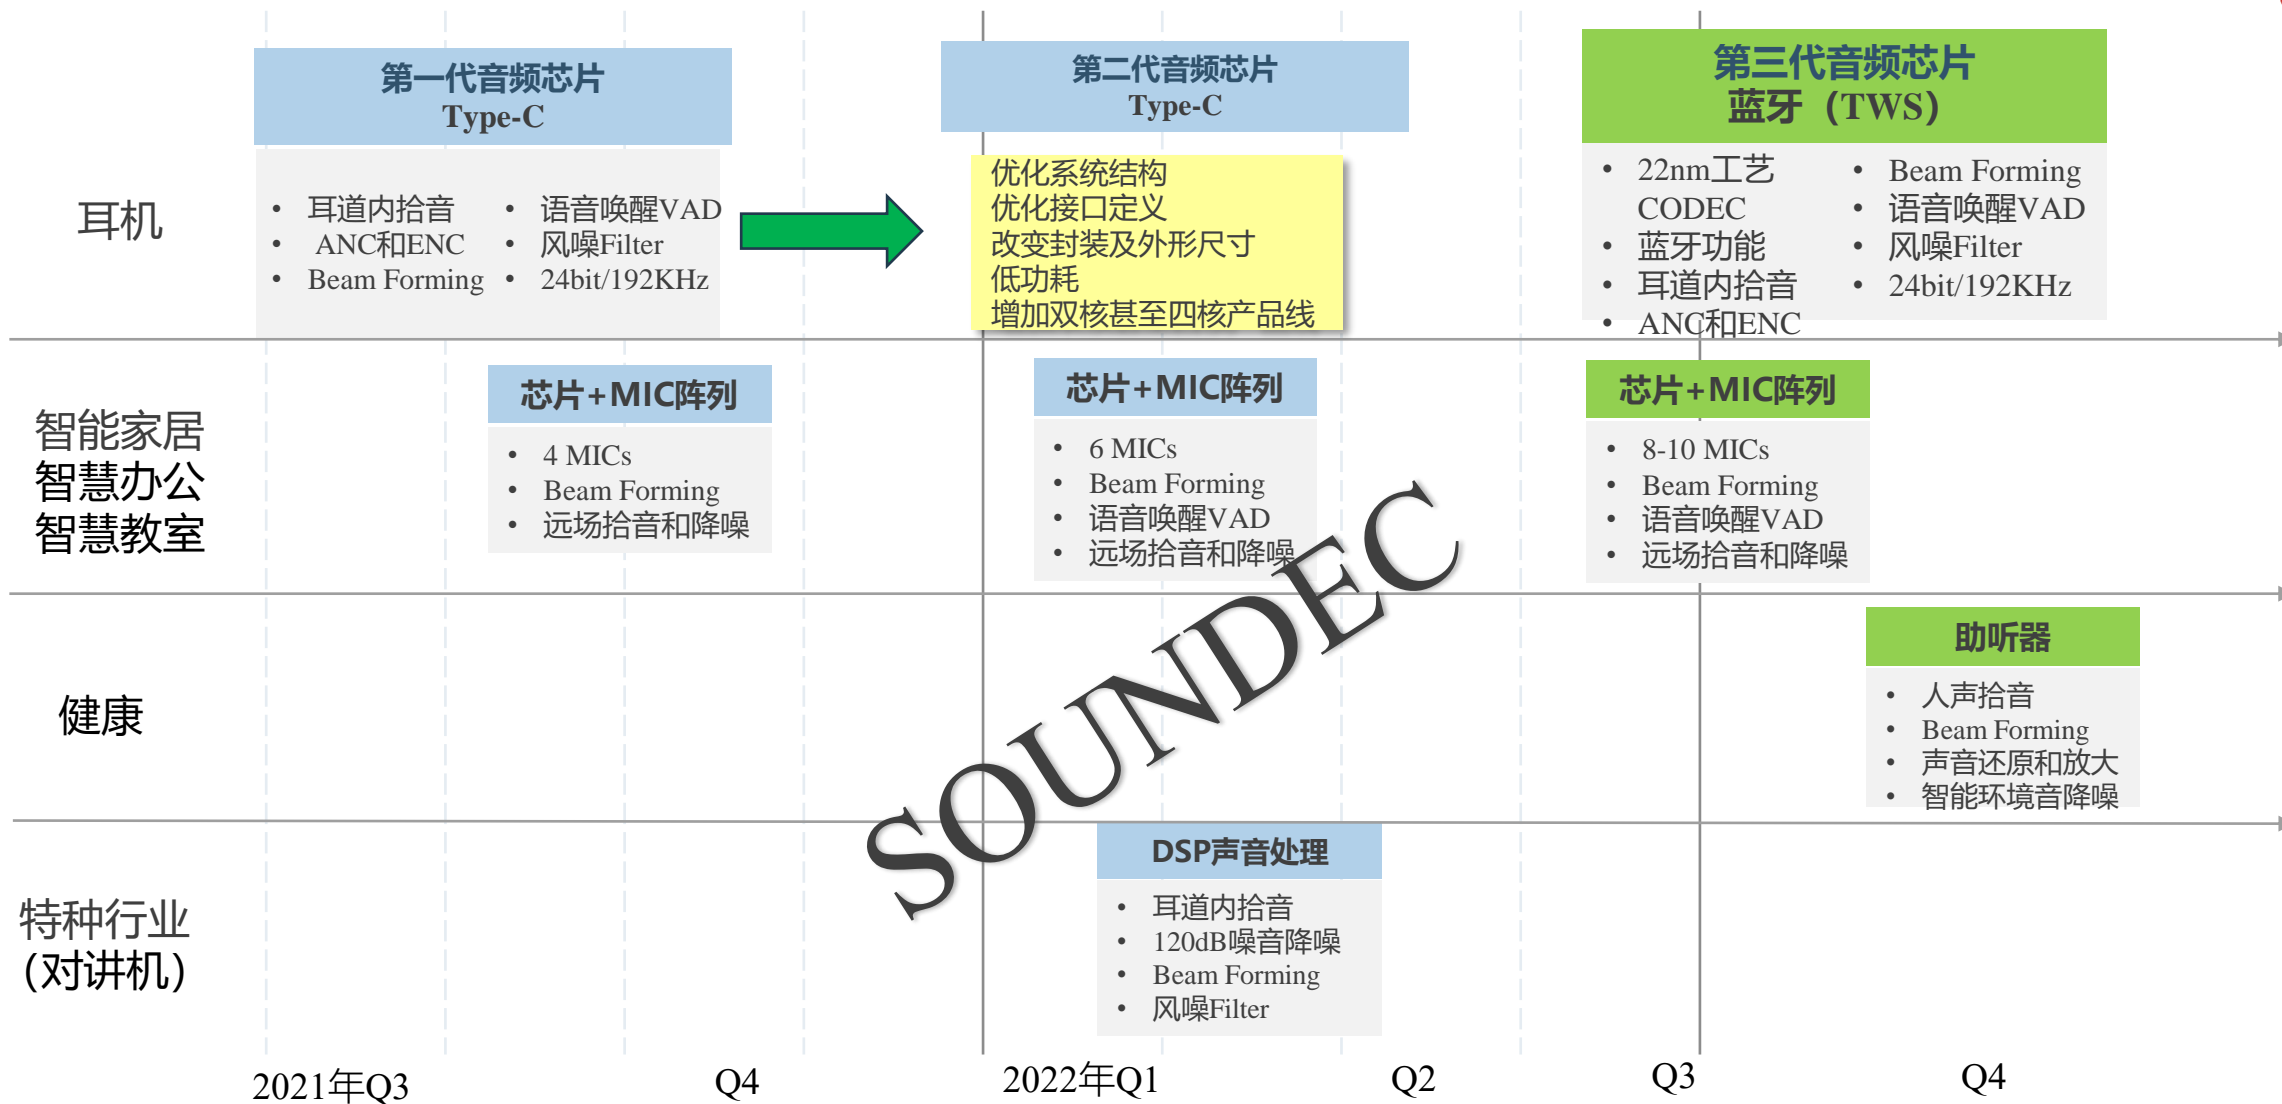 第一代音频芯片
Type-C
第二代音频芯片
Type-C
第三代音频芯片
蓝牙（TWS）
耳机
• 耳道内拾音
• ANC和ENC
• Beam Forming
• 语音唤醒VAD
• 风噪Filter
• 24bit/192KHz
优化系统结构
优化接口定义
改变封装及外形尺寸
低功耗
增加双核甚至四核产品线
• 22nm工艺
CODEC
• 蓝牙功能
• 耳道内拾音
• ANC和ENC
• Beam Forming
• 语音唤醒VAD
• 风噪Filter
• 24bit/192KHz
智能家居
智慧办公
智慧教室
芯片+MIC阵列
• 4 MICs
• Beam Forming
• 远场拾音和降噪
芯片+MIC阵列
• 6 MICs
• Beam Forming
• 语音唤醒VAD
• 远场拾音和降噪
芯片+MIC阵列
• 8-10 MICs
• Beam Forming
• 语音唤醒VAD
• 远场拾音和降噪
SOUNDEC
健康
助听器
• 人声拾音
• Beam Forming
• 声音还原和放大
• 智能环境音降噪
特种行业
（对讲机）
DSP声音处理
• 耳道内拾音
• 120dB噪音降噪
• Beam Forming
• 风噪Filter
2021年Q3
Q4
2022年Q1
Q2
Q3
Q4